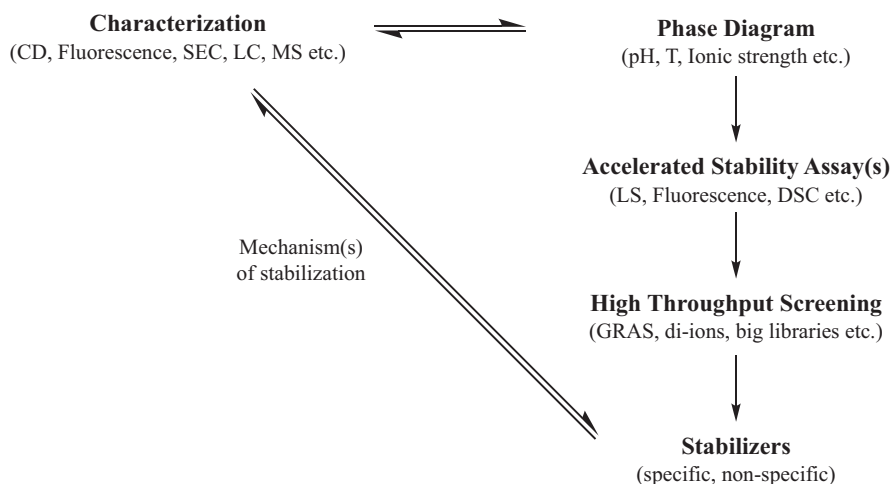 Characterization
(CD, Fluorescence, SEC, LC, MS etc.)
Phase Diagram
(pH, T, Ionic strength etc.)
Accelerated Stability Assay(s)
(LS, Fluorescence, DSC etc.)
Mechanism(s)
of stabilization
High Throughput Screening
(GRAS, di-ions, big libraries etc.)
Stabilizers
(specific, non-specific)